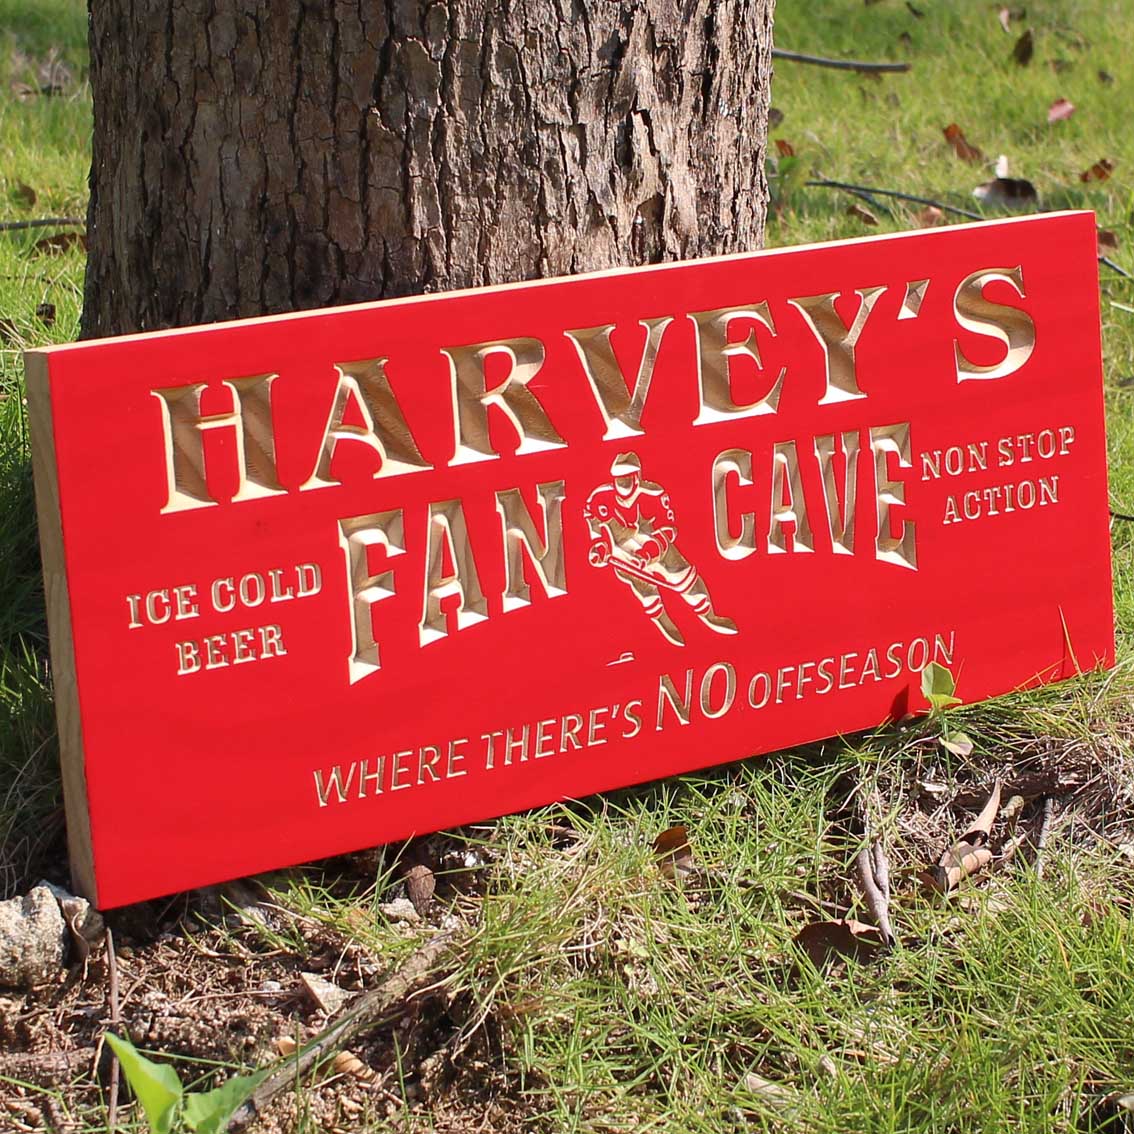 HARVEY'S
FAN CAVE
ICE COLD
BEER
NON STOP
ACTION
WHERE THERE'S NO OFFSEASON